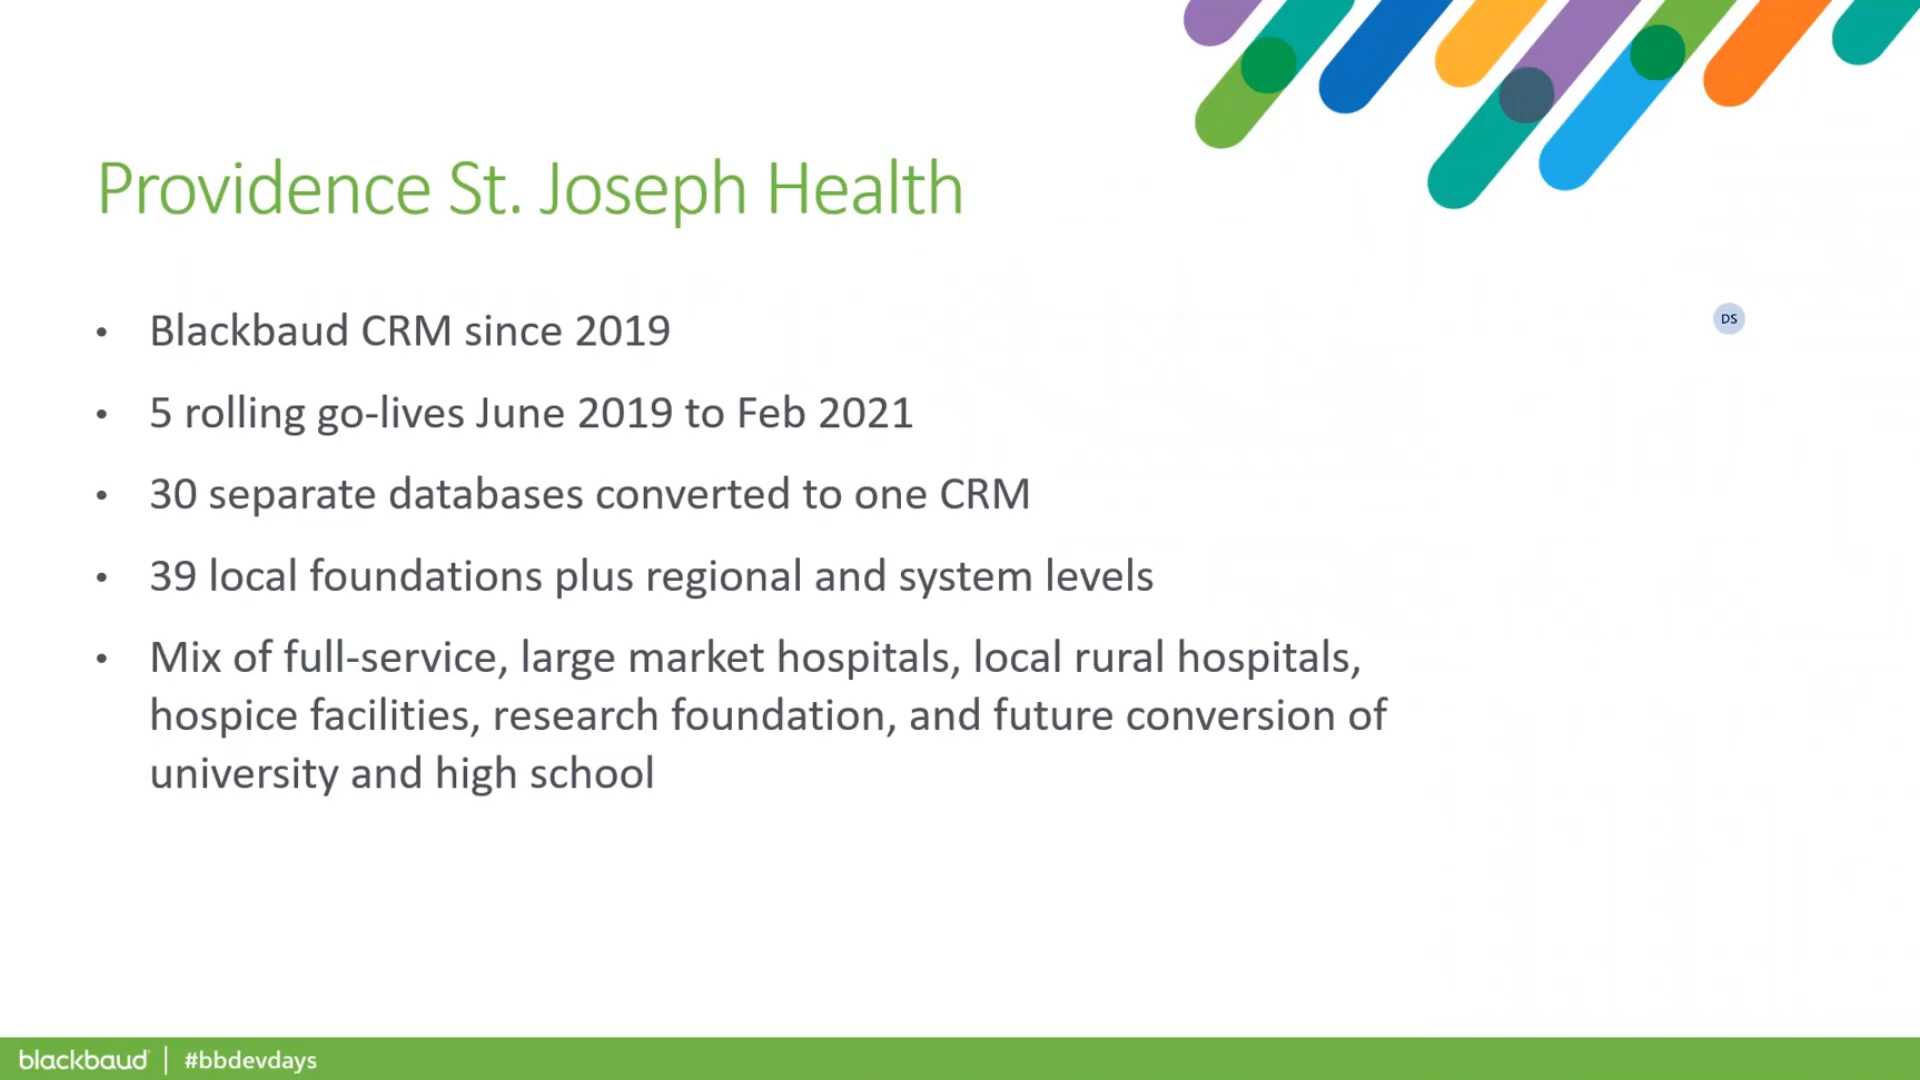 Providence St. Joseph Health
• Blackbaud CRM since 2019
DS
• 5 rolling go-lives June 2019 to Feb 2021
• 30 separate databases converted to one CRM
• 39 local foundations plus regional and system levels
• Mix of full-service, large market hospitals, local rural hospitals,
hospice facilities, research foundation, and future conversion of
university and high school
blackbaud | #bbdevdays